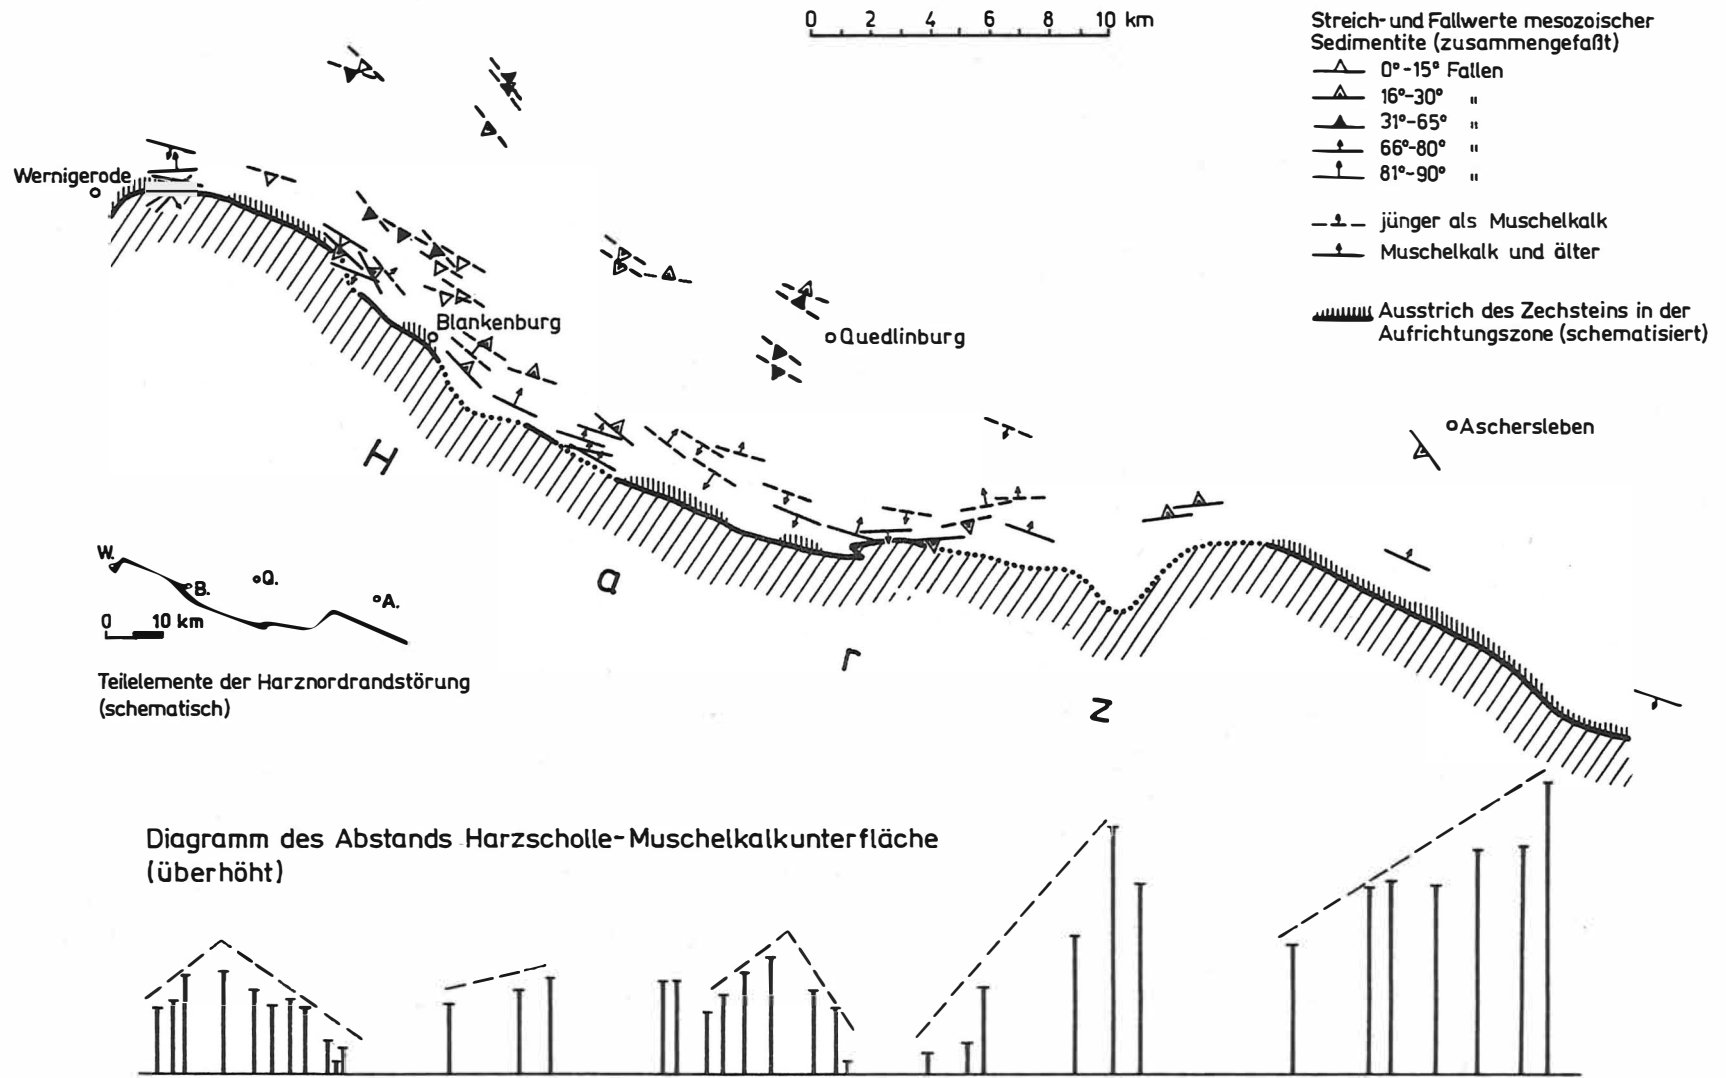 0 2 4 6 8 10 km
Streich- und Fallwerte mesozoischer
Sedimentite (zusammengefaßt)
0°-15° Fallen
16°-30° "
31°-65° "
66°-80° "
81°-90° "
jünger als Muschelkalk
Muschelkalk und älter
Ausstrich des Zechsteins in der
Aufrichtungszone (schematisiert)
Wernigerode
Blankenburg
Quedlinburg
Aschersleben
H
a
r
z
W.
B.
Q.
A.
0 10 km
Teilelemente der Harznordrandstörung
(schematisch)
Diagramm des Abstands Harzscholle-Muschelkalkunterfläche
(überhöht)